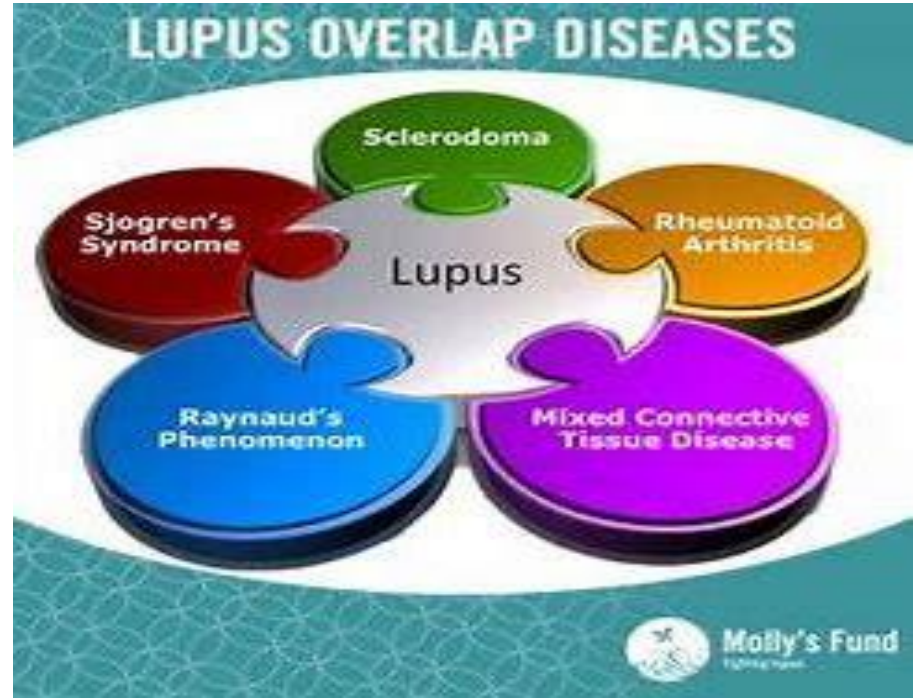 LUPUS OVERLAP DISEASES
Sclerodoma
Sjogren's
Syndrome
Rheumatoid
Arthritis
Lupus
Raynaud's
Phenomenon
Mixed Connective
Tissue Disease
Molly's Fund